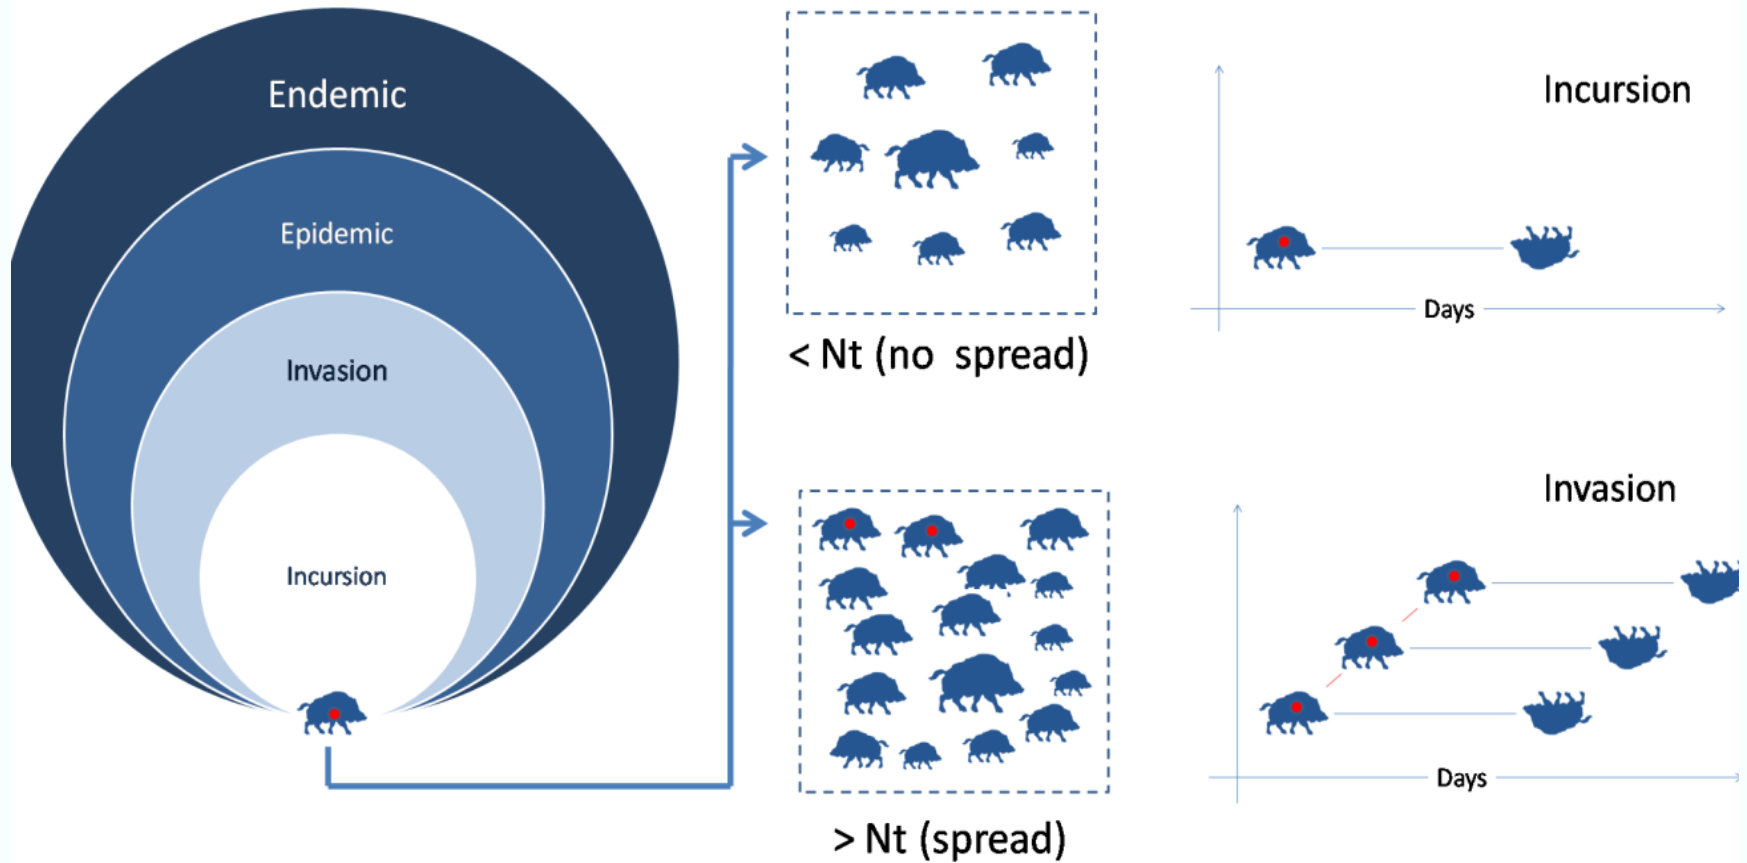 Endemic
Epidemic
Invasion
Incursion
< Nt (no spread)
> Nt (spread)
Incursion
Days
Invasion
Days